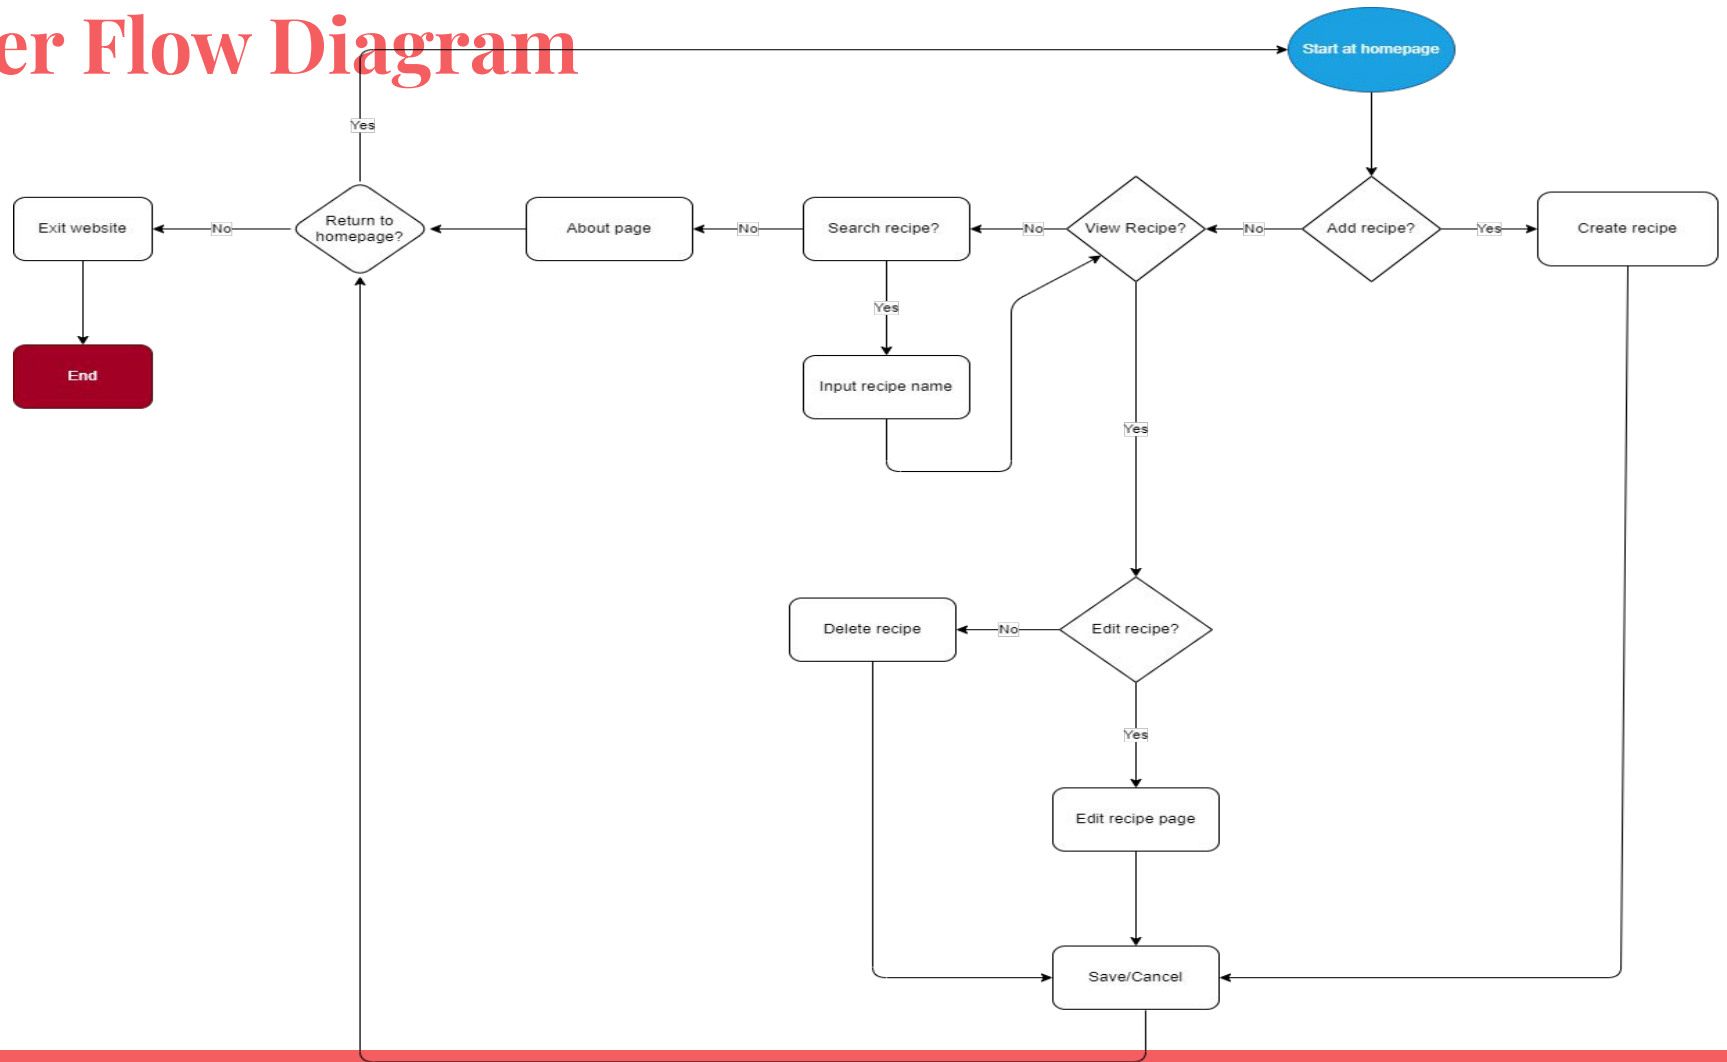 er Flow Diagram
Start at homepage
Yes
Exit website
No
Return to
homepage?
About page
No
Search recipe?
No
View Recipe?
No
Add recipe?
Yes
Create recipe
Yes
End
Input recipe name
Yes
Delete recipe
No
Edit recipe?
Yes
Edit recipe page
Save/Cancel